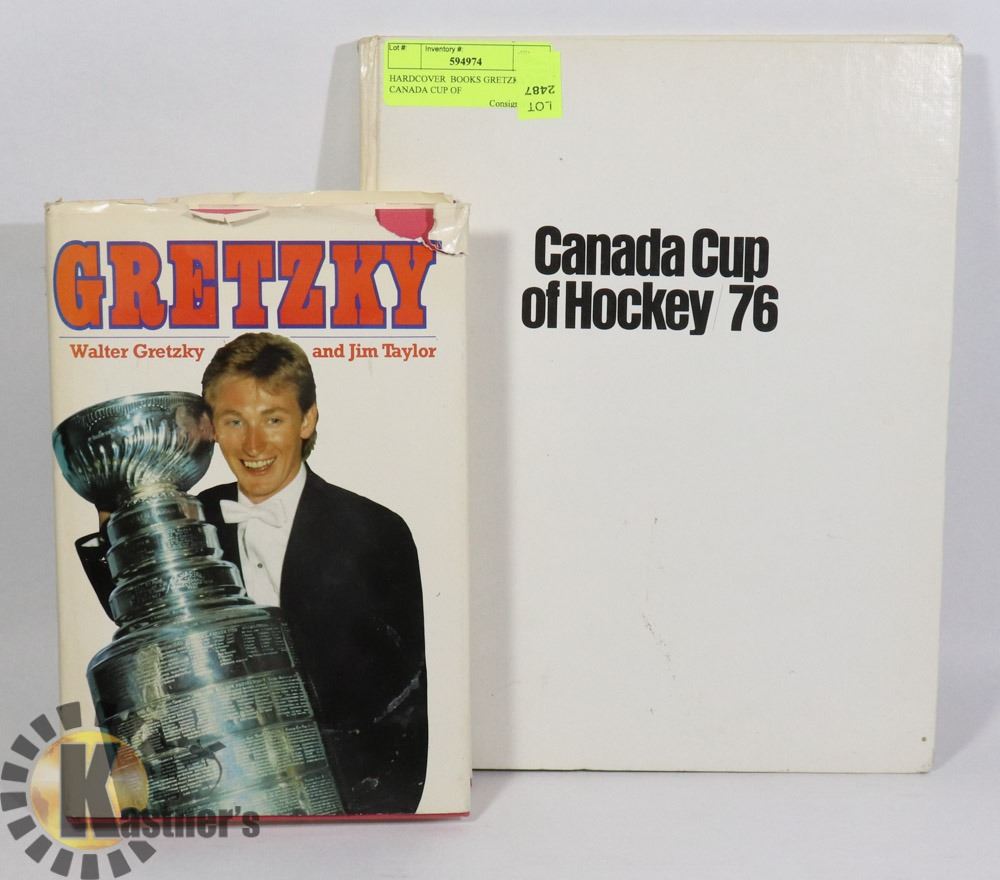 Lot #: Inventory #:
594974
HARDCOVER BOOKS GRETZK
CANADA CUP OF
Consig
LOT
2487
Canada Cup
of Hockey / 76
GRETZKY
Walter Gretzky and Jim Taylor
Kastner's